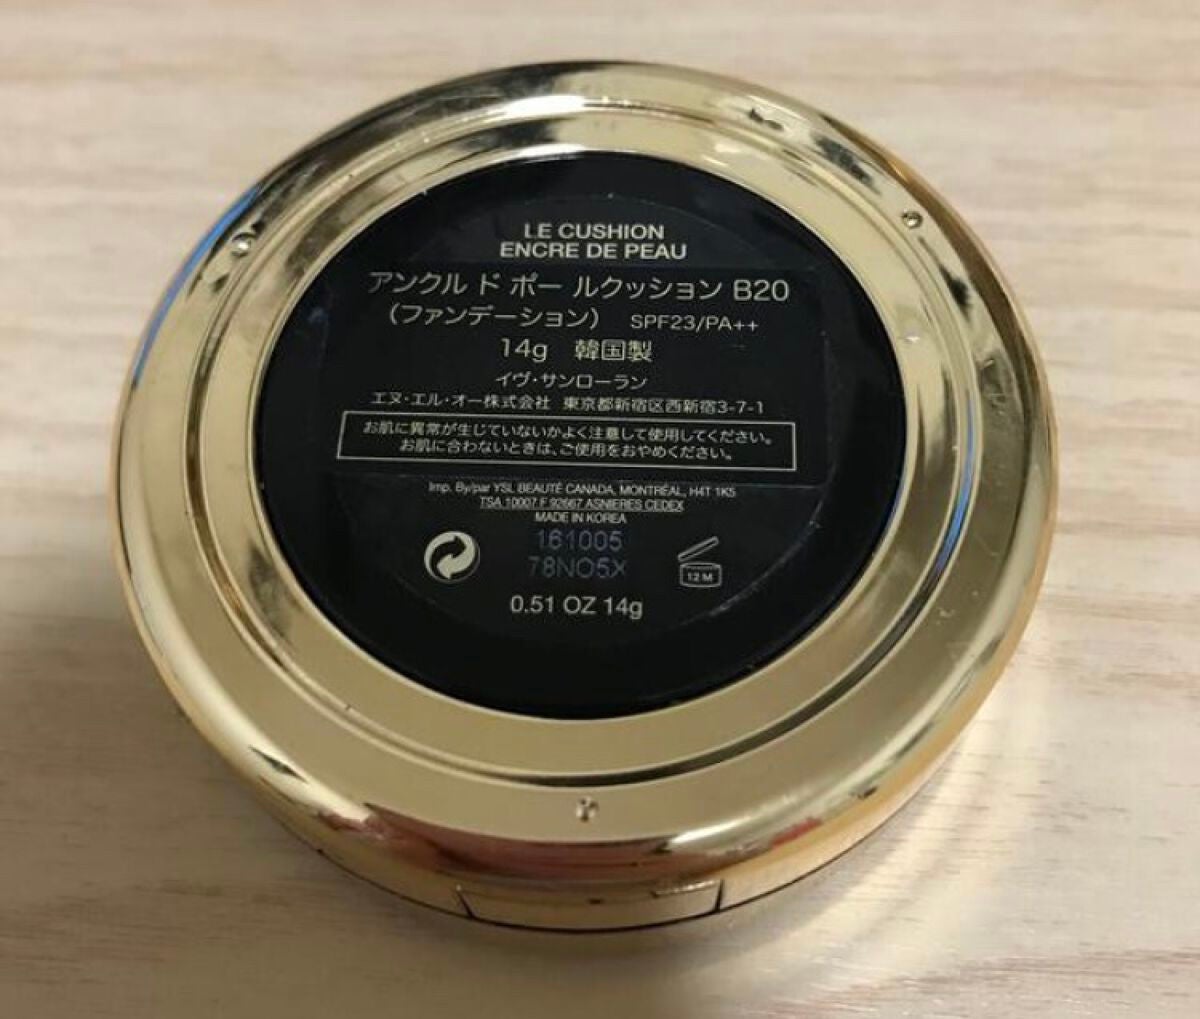 LE CUSHION
ENCRE DE PEAU
アンクル ド ポー ルクッション B20
（ファンデーション） SPF23/PA++
14g 韓国製
イヴ・サンローラン
エヌ・エル・オー株式会社 東京都新宿区西新宿3-7-1
お肌に異常が生じていないかよく注意して使用してください。
お肌に合わないときは、ご使用をおやめください。
Imp. By/par YSL BEAUTÉ CANADA, MONTRÉAL, H4T 1K5
TSA 10007 F 92667 ASNIERES CEDEX
MADE IN KOREA
161005
78NO5X
12 M
0.51 OZ 14g